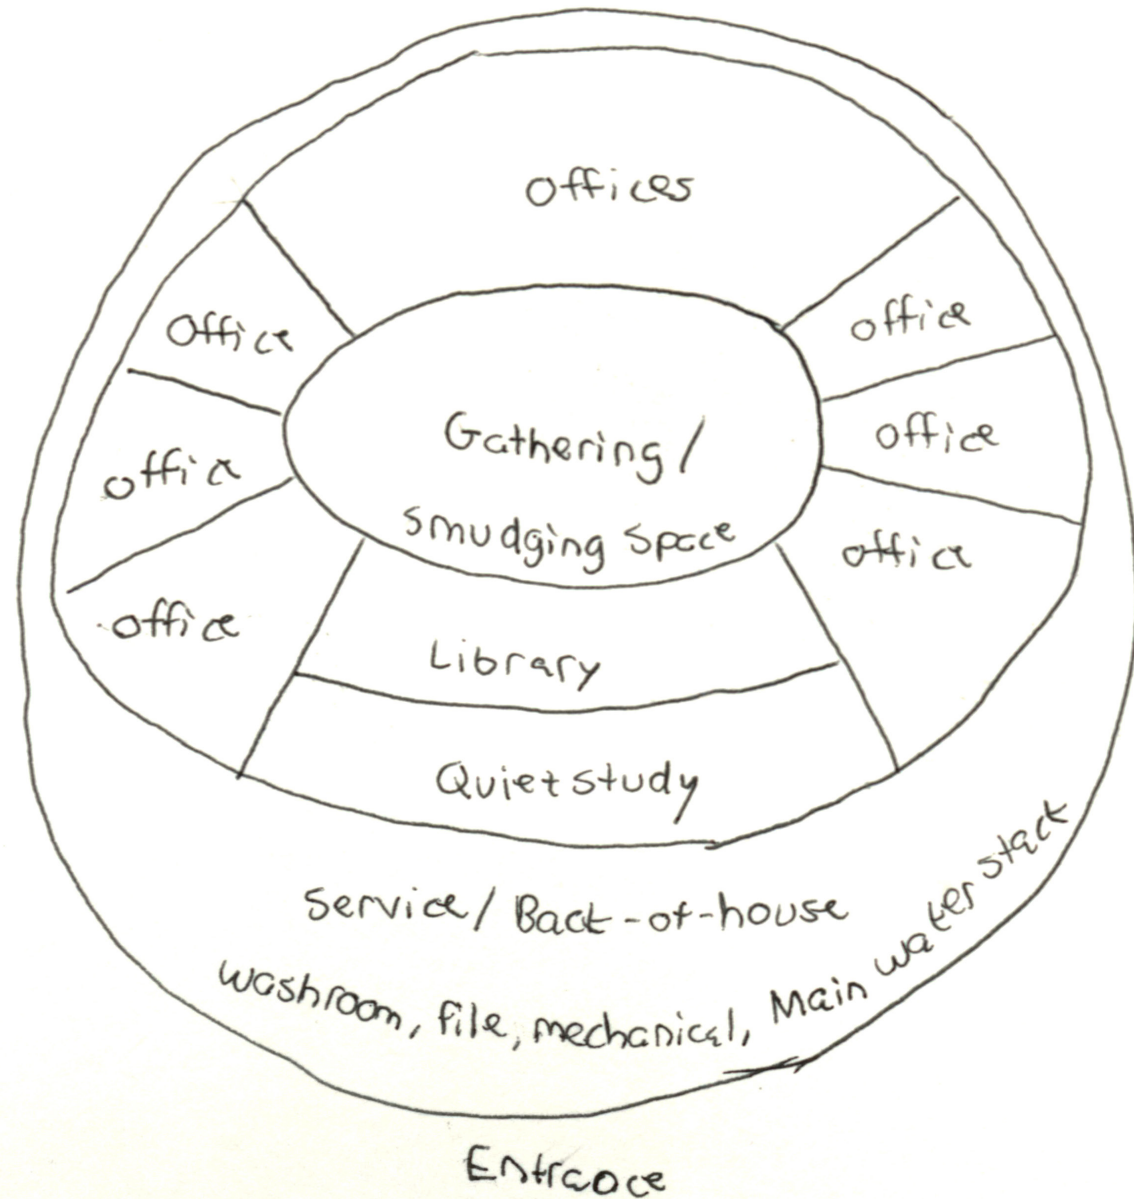 Offices
Office
office
office
office
Gathering/
Smudging Space
office
office
office
Library
Quiet study
Service/ Back-of-house
washroom, file, mechanical, Main water stack
Entrance